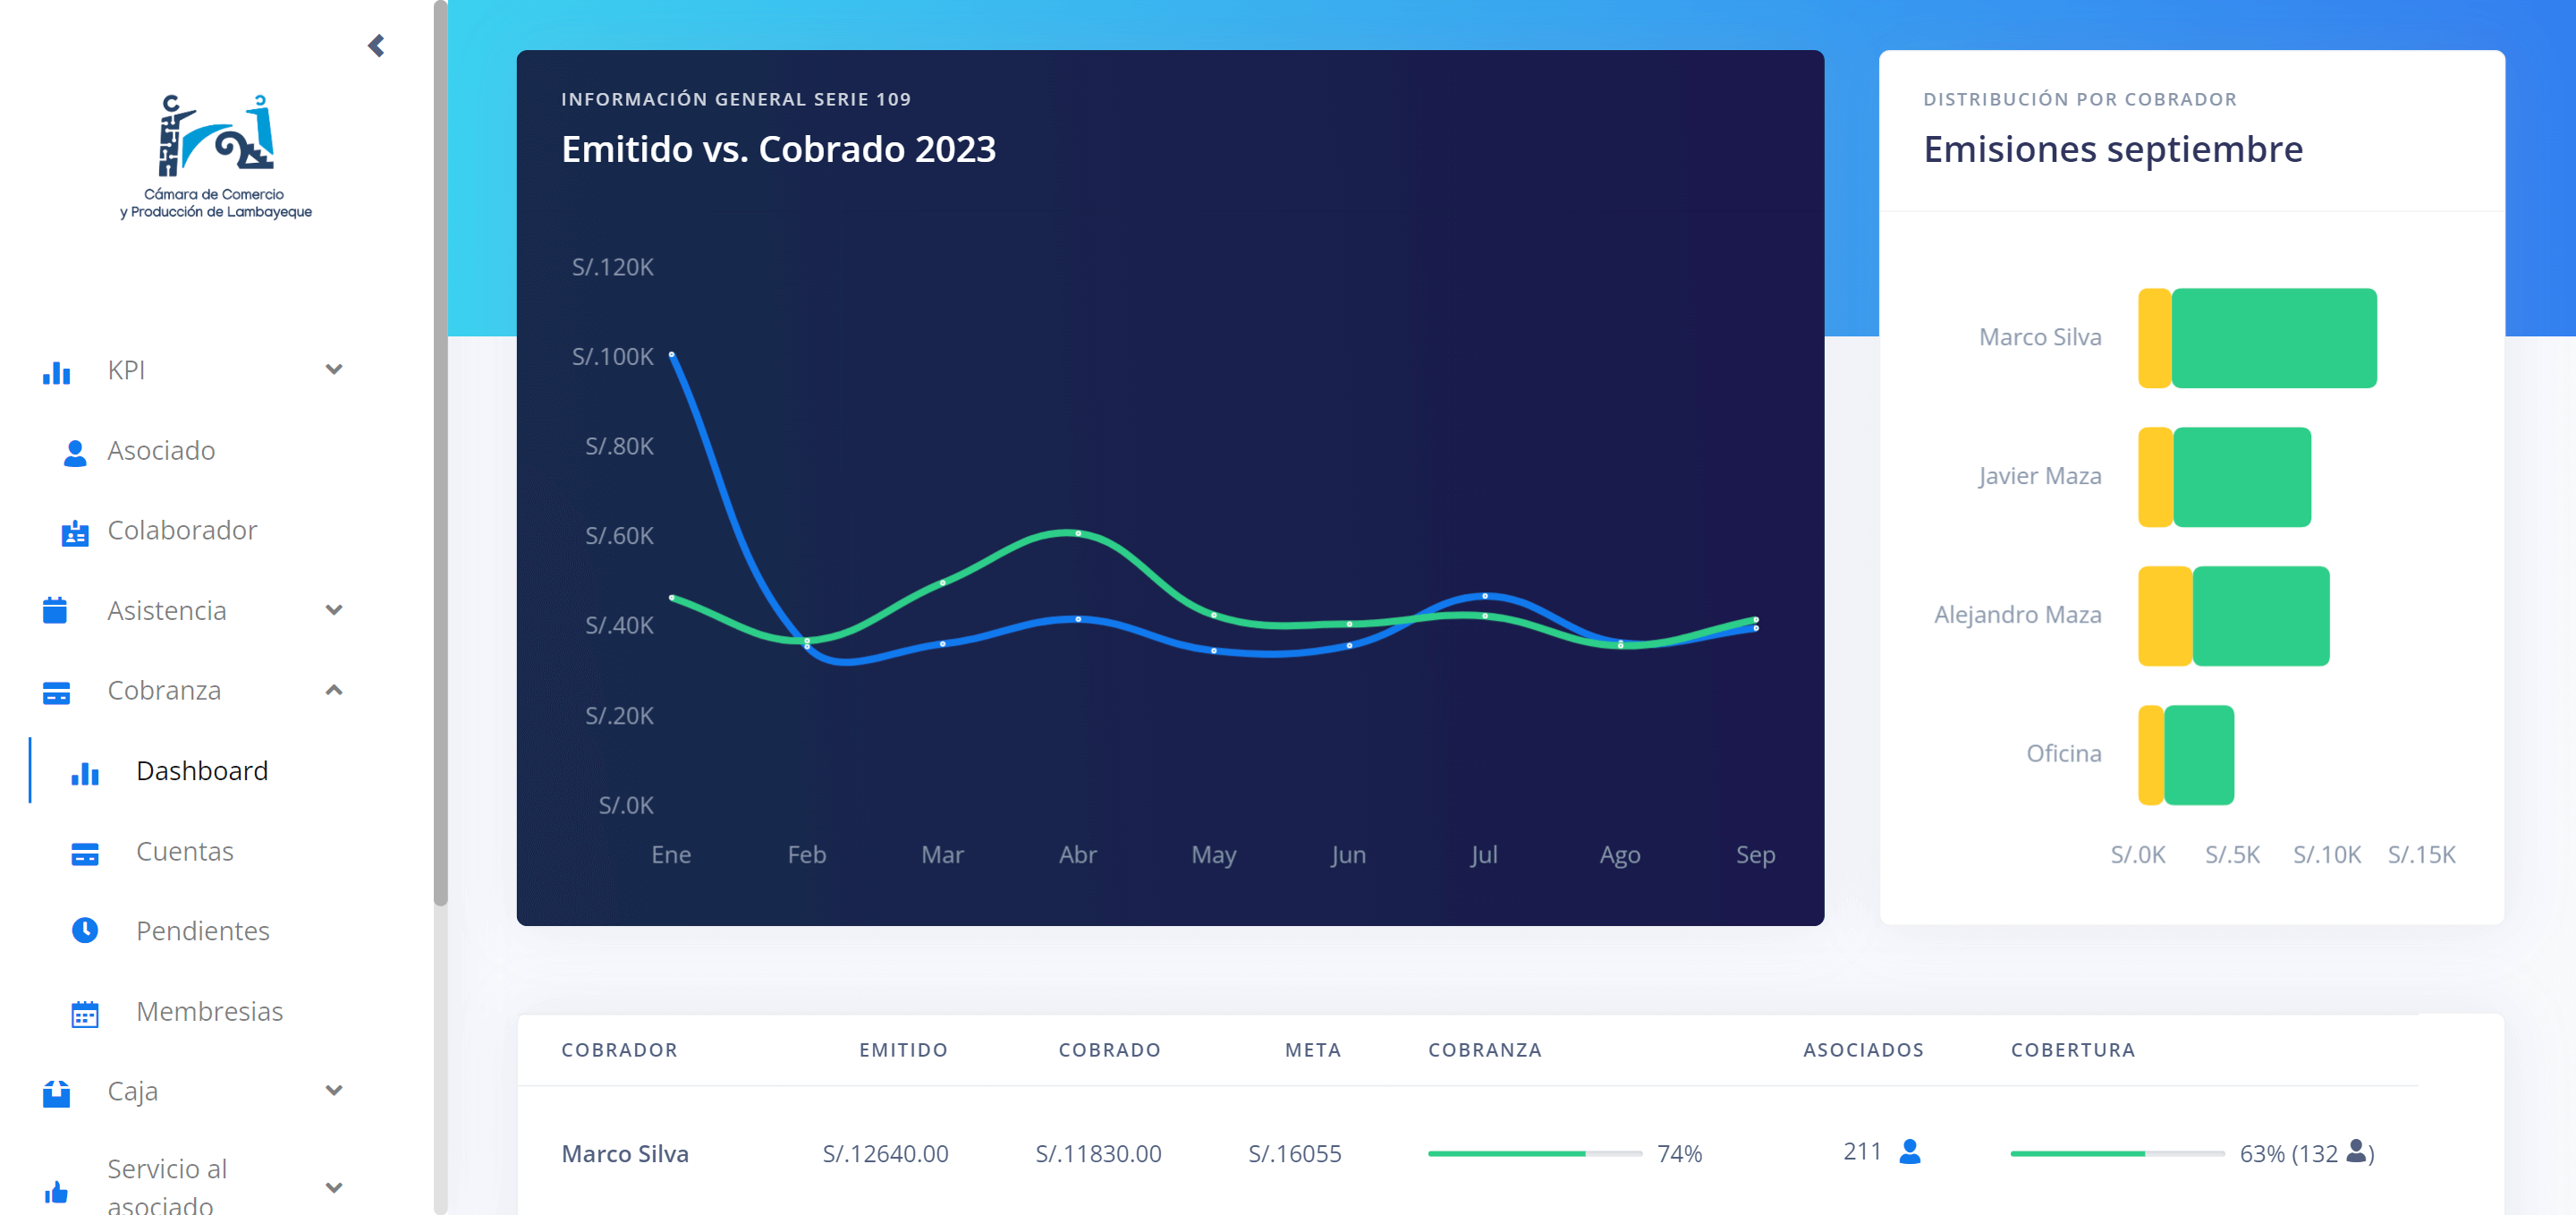 Cámara de Comercio
y Producción de Lambayeque
KPI
Asociado
Colaborador
Asistencia
Cobranza
Dashboard
Cuentas
Pendientes
Membresias
Caja
Servicio al
asociado
INFORMACIÓN GENERAL SERIE 109
Emitido vs. Cobrado 2023
S/.120K
S/.100K
S/.80K
S/.60K
S/.40K
S/.20K
S/.0K
Ene Feb Mar Abr May Jun Jul Ago Sep
DISTRIBUCIÓN POR COBRADOR
Emisiones septiembre
Marco Silva
Javier Maza
Alejandro Maza
Oficina
S/.0K S/.5K S/.10K S/.15K
COBRADOR EMITIDO COBRADO META COBRANZA ASOCIADOS COBERTURA
Marco Silva S/.12640.00 S/.11830.00 S/.16055 74% 211 63% (132 )